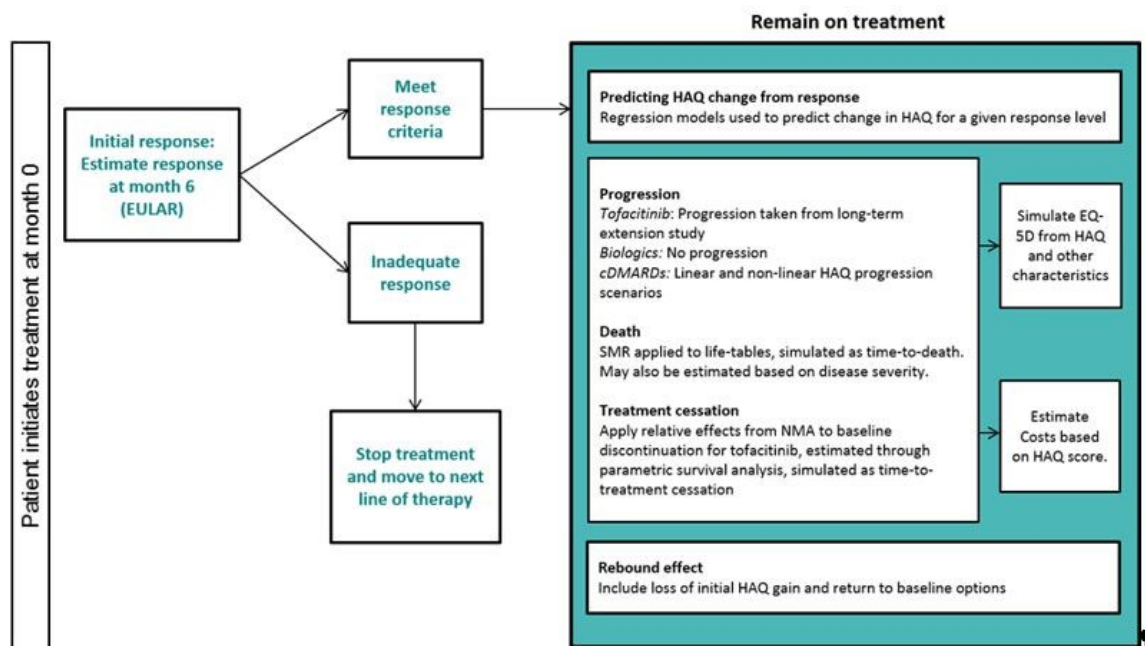 Remain on treatment
Patient initiates treatment at month 0
Initial response:
Estimate response
at month 6
(EULAR)
Meet
response
criteria
Inadequate
response
Stop treatment
and move to next
line of therapy
Predicting HAQ change from response
Regression models used to predict change in HAQ for a given response level
Progression
Tofacitinib: Progression taken from long-term
extension study
Biologics: No progression
cDMARDs: Linear and non-linear HAQ progression
scenarios
Death
SMR applied to life-tables, simulated as time-to-death.
May also be estimated based on disease severity.
Treatment cessation
Apply relative effects from NMA to baseline
discontinuation for tofacitinib, estimated through
parametric survival analysis, simulated as time-to-
treatment cessation
Simulate EQ-
5D from HAQ
and other
characteristics
Estimate
Costs based
on HAQ score.
Rebound effect
Include loss of initial HAQ gain and return to baseline options